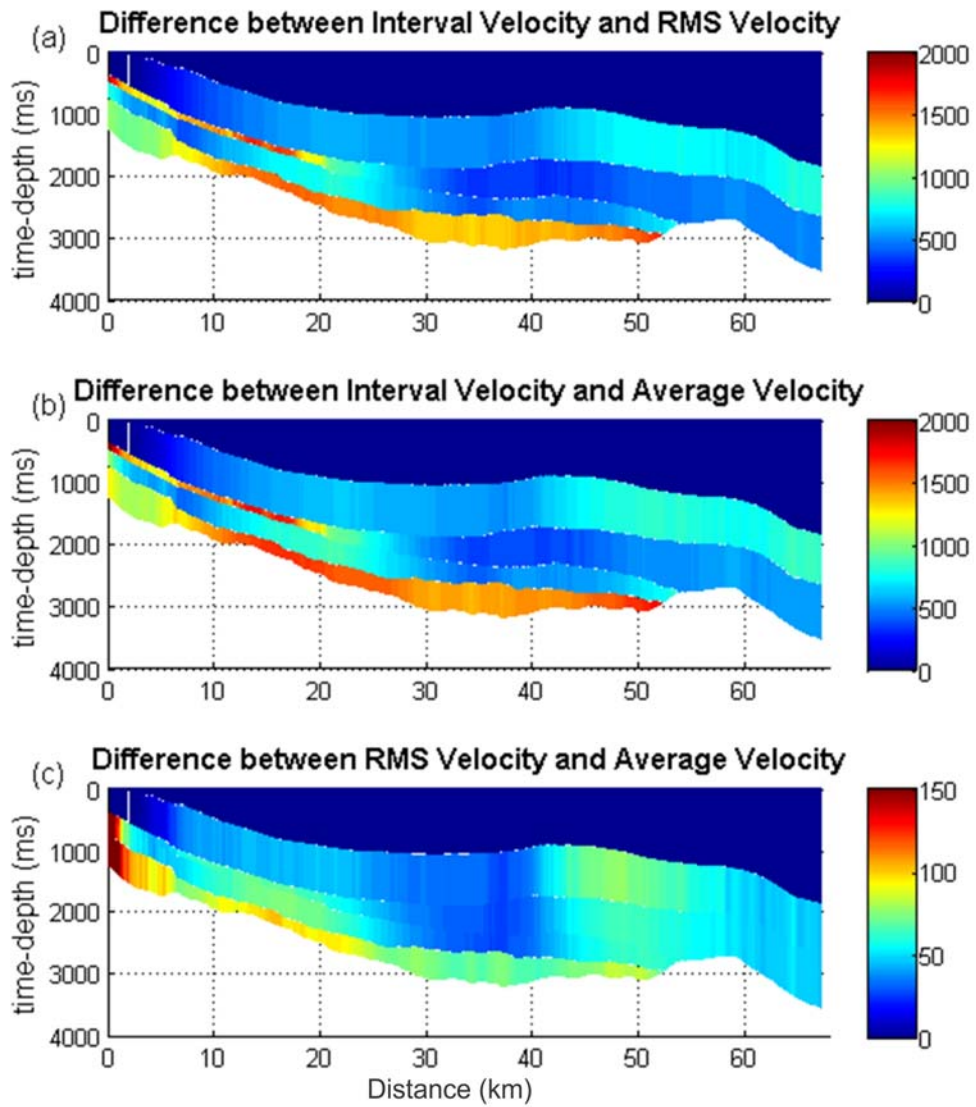 (a) Difference between Interval Velocity and RMS Velocity
time-depth (ms)
0
1000
2000
3000
4000
0 10 20 30 40 50 60
2000
1500
1000
500
0
(b) Difference between Interval Velocity and Average Velocity
time-depth (ms)
0
1000
2000
3000
4000
0 10 20 30 40 50 60
2000
1500
1000
500
0
(c) Difference between RMS Velocity and Average Velocity
time-depth (ms)
0
1000
2000
3000
4000
0 10 20 30 40 50 60
150
100
50
0
Distance (km)